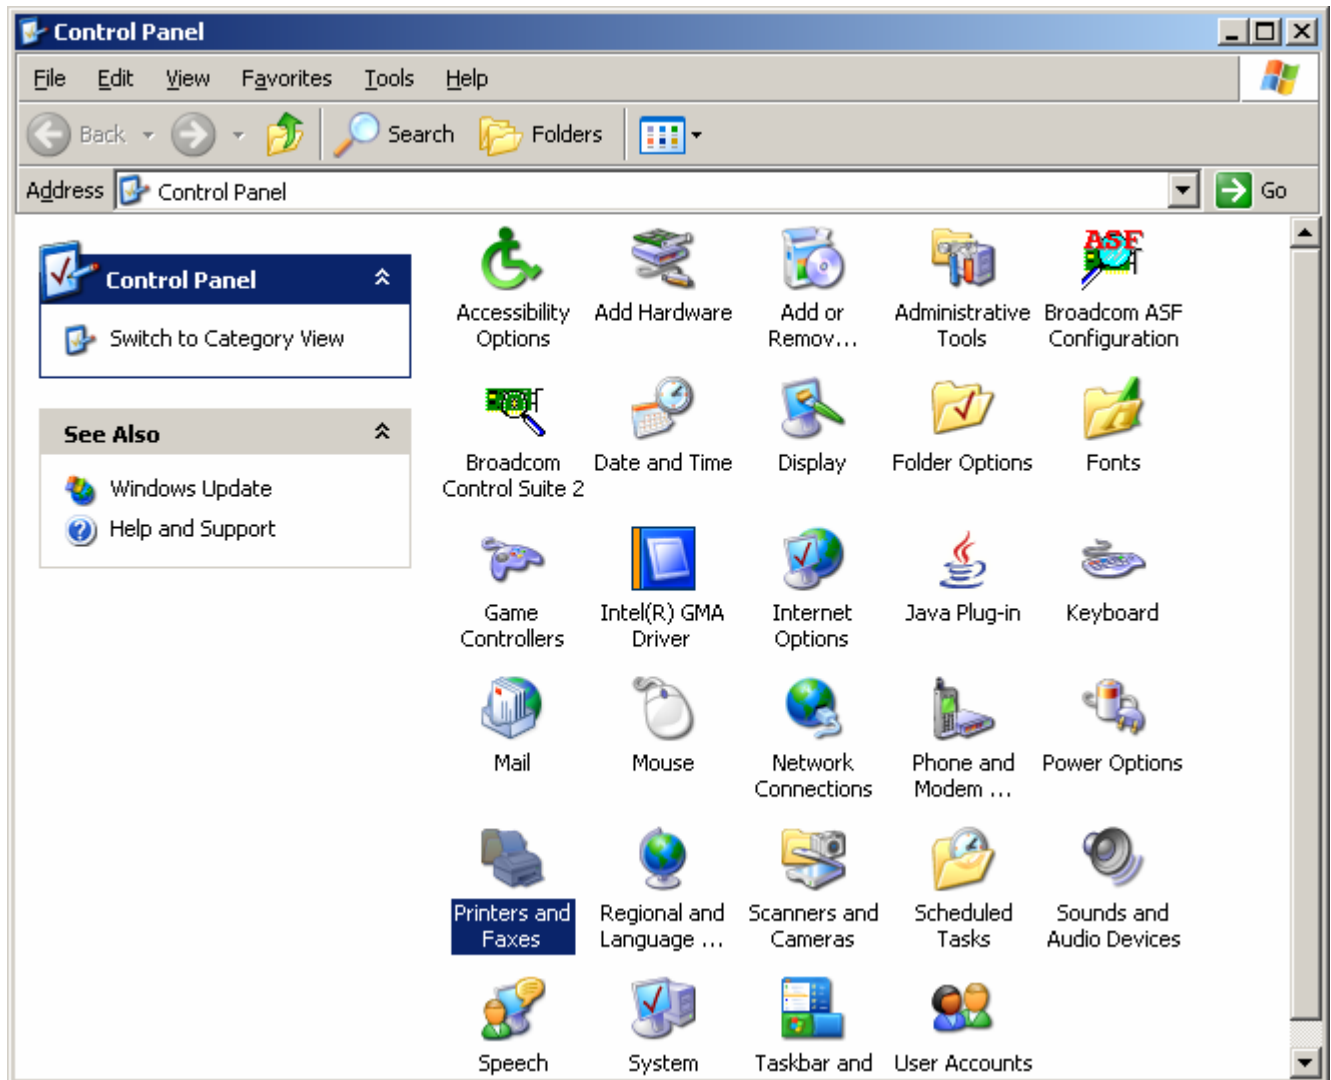 Control Panel
File Edit View Favorites Tools Help
Back Search Folders
Address Control Panel Go
Control Panel
Switch to Category View
See Also
Windows Update
Help and Support
Accessibility Options
Add Hardware
Add or Remov...
Administrative Tools
ASF
Broadcom ASF Configuration
Broadcom Control Suite 2
Date and Time
Display
Folder Options
Fonts
Game Controllers
Intel(R) GMA Driver
Internet Options
Java Plug-in
Keyboard
Mail
Mouse
Network Connections
Phone and Modem ...
Power Options
Printers and Faxes
Regional and Language ...
Scanners and Cameras
Scheduled Tasks
Sounds and Audio Devices
Speech
System
Taskbar and
User Accounts